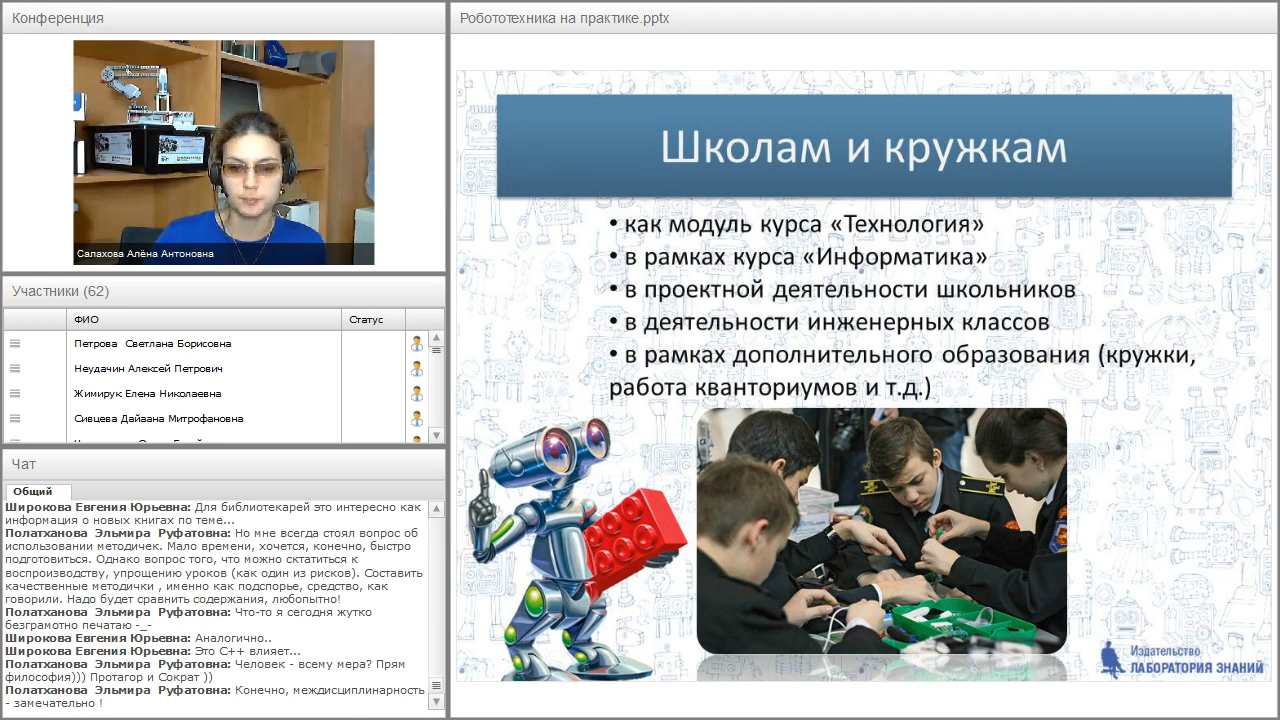 Конференция
Салахова Алёна Антоновна
Участники (62)
ФИО
Статус
Петрова Светлана Борисовна
Неудачин Алексей Петрович
Жимирук Елена Николаевна
Сивцева Дайаана Митрофановна
Чат
Общий
Широкова Евгения Юрьевна: Для библиотекарей это интересно как
информация о новых книгах по теме...
Полатханова Эльмира Руфатовна: Но мне всегда стоял вопрос об
использовании методичек. Мало времени, хочется, конечно, быстро
подготовиться. Однако вопрос того, что можно сктатиться к
воспроизводству, упрощению уроков (как один из рисков). Составить
качественные методички , именно как подспорье, средство, как
говорили. Надо будет сравнить содержания, любопратно!
Полатханова Эльмира Руфатовна: Что-то я сегодня жутко
безграмотно печатаю -_-
Широкова Евгения Юрьевна: Аналогично..
Широкова Евгения Юрьевна: Это С++ влияет...
Полатханова Эльмира Руфатовна: Человек - всему мера? Прям
философия))) Протагор и Сократ ))
Полатханова Эльмира Руфатовна: Конечно, междисциплинарность
- замечательно !
Робототехника на практике.pptx
Школам и кружкам
• как модуль курса «Технология»
• в рамках курса «Информатика»
• в проектной деятельности школьников
• в деятельности инженерных классов
• в рамках дополнительного образования (кружки,
работа кванториумов и т.д.)
Издательство
ЛАБОРАТОРИЯ ЗНАНИЙ